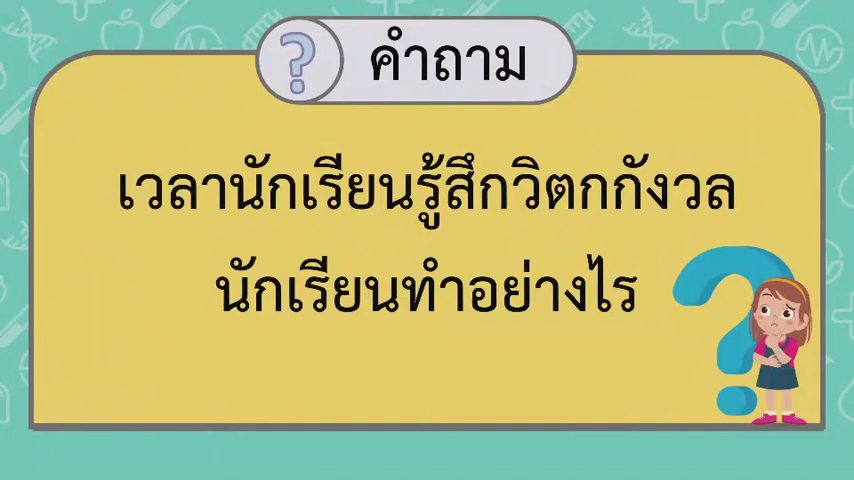 คำถาม
เวลานักเรียนรู้สึกวิตกกังวล
นักเรียนทำอย่างไร